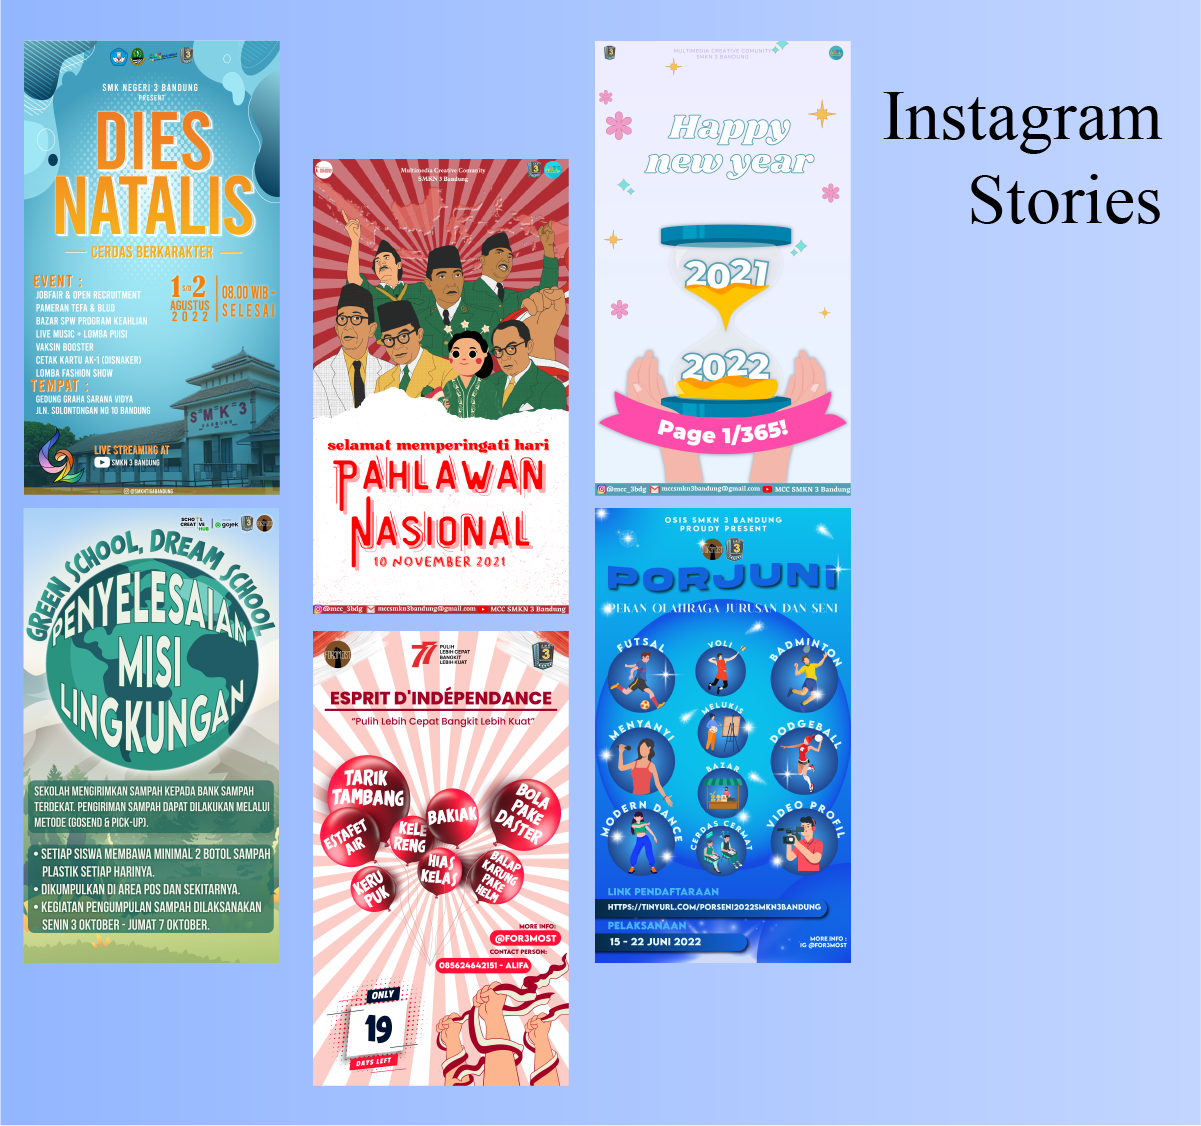 Instagram
Stories
SMK NEGERI 3 BANDUNG
PRESENT
DIES
NATALIS
CERDAS BERKARAKTER
EVENT :
JOBFAIR & OPEN RECRUITMENT
PAMERAN TEFA & BLUD
BAZAR SPW PROGRAM KEAHLIAN
LIVE MUSIC + LOMBA PUISI
VAKSIN BOOSTER
CETAK KARTU AK-1 (DISNAKER)
LOMBA FASHION SHOW
1 S/D 2
AGUSTUS
2022
08.00 WIB -
SELESAI
TEMPAT :
GEDUNG GRAHA SARANA VIDYA
JLN. SOLONTONGAN NO 10 BANDUNG
SMK 3
BANDUNG
LIVE STREAMING AT
SMKN 3 BANDUNG
@SMKNTIGABANDUNG
SCHOOL
CREATIVE
HUB
gojek
GREEN SCHOOL, DREAM SCHOOL
PENYELESAIAN
MISI
LINGKUNGAN
SEKOLAH MENGIRIMKAN SAMPAH KEPADA BANK SAMPAH
TERDEKAT. PENGIRIMAN SAMPAH DAPAT DILAKUKAN MELALUI
METODE (GOSEND & PICK-UP).
• SETIAP SISWA MEMBAWA MINIMAL 2 BOTOL SAMPAH
PLASTIK SETIAP HARINYA.
• DIKUMPULKAN DI AREA POS DAN SEKITARNYA.
• KEGIATAN PENGUMPULAN SAMPAH DILAKSANAKAN
SENIN 3 OKTOBER - JUMAT 7 OKTOBER.
Multimedia Creative Comunity
SMKN 3 Bandung
selamat memperingati hari
PAHLAWAN
NASIONAL
10 NOVEMBER 2021
@mcc_3bdg mccsmkn3bandung@gmail.com MCC SMKN 3 Bandung
FOR3MOST
77
PULIH
LEBIH CEPAT
BANGKIT
LEBIH KUAT
3
ESPRIT D'INDÉPENDANCE
“Pulih Lebih Cepat Bangkit Lebih Kuat”
TARIK
TAMBANG
ESTAFET
AIR
KELE
RENG
BAKIAK
BOLA
PAKE
DASTER
KERU
PUK
HIAS
KELAS
BALAP
KARUNG
PAKE
HELM
MORE INFO:
@FOR3MOST
CONTACT PERSON:
085624642151 - ALIFA
ONLY
19
DAYS LEFT
MULTIMEDIA CREATIVE COMUNITY
SMKN 3 BANDUNG
Happy
new year
2021
2022
Page 1/365!
@mcc_3bdg mccsmkn3bandung@gmail.com MCC SMKN 3 Bandung
OSIS SMKN 3 BANDUNG
PROUDY PRESENT
3
PORJUNI
PEKAN OLAHRAGA JURUSAN DAN SENI
FUTSAL
VOLI
BADMINTON
MENYANYI
MELUKIS
DODGEBALL
BAZAR
MODERN DANCE
CERDAS CERMAT
VIDEO PROFIL
LINK PENDAFTARAAN
HTTPS://TINYURL.COM/PORSENI2022SMKN3BANDUNG
PELAKSANAAN
15 - 22 JUNI 2022
MORE INFO :
IG @FOR3MOST